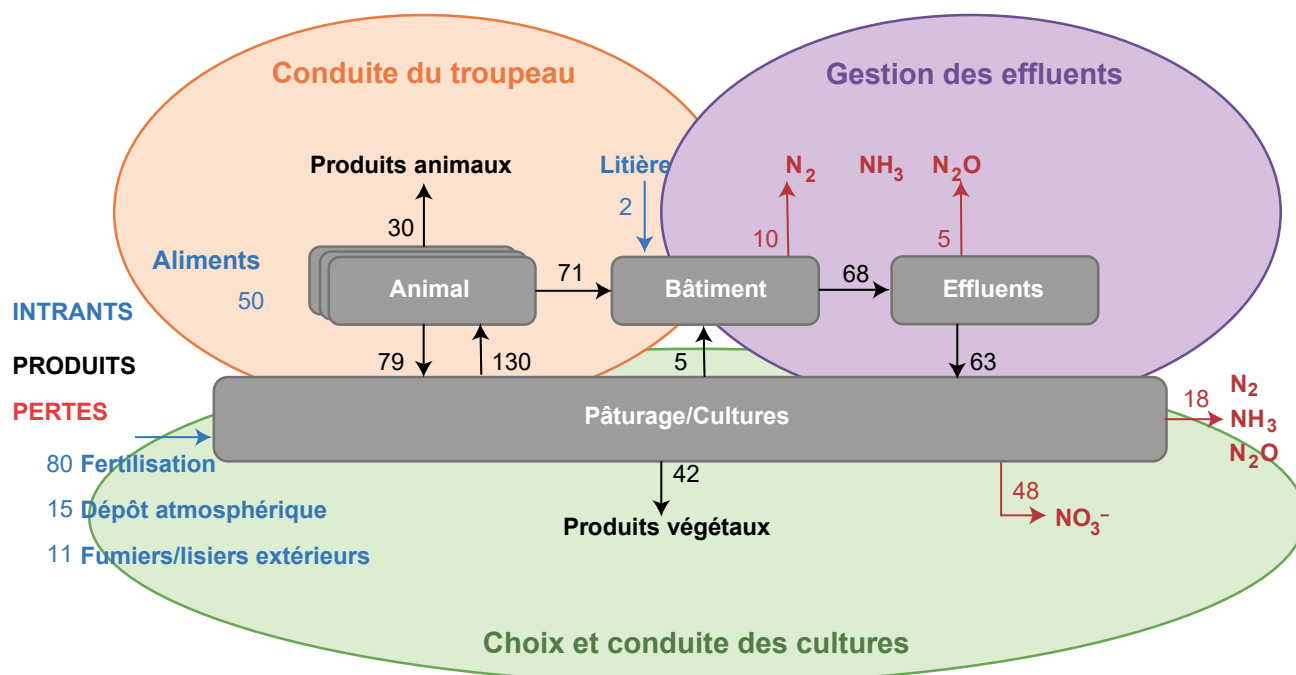 Conduite du troupeau
Gestion des effluents
Produits animaux
Litière
N2
NH3
N2O
30
2
10
5
Aliments
50
Animal
71
Bâtiment
68
Effluents
INTRANTS
PRODUITS
PERTES
79
130
5
63
Pâturage/Cultures
18
N2
NH3
N2O
80 Fertilisation
15 Dépôt atmosphérique
11 Fumiers/lisiers extérieurs
42
Produits végétaux
48
NO3–
Choix et conduite des cultures